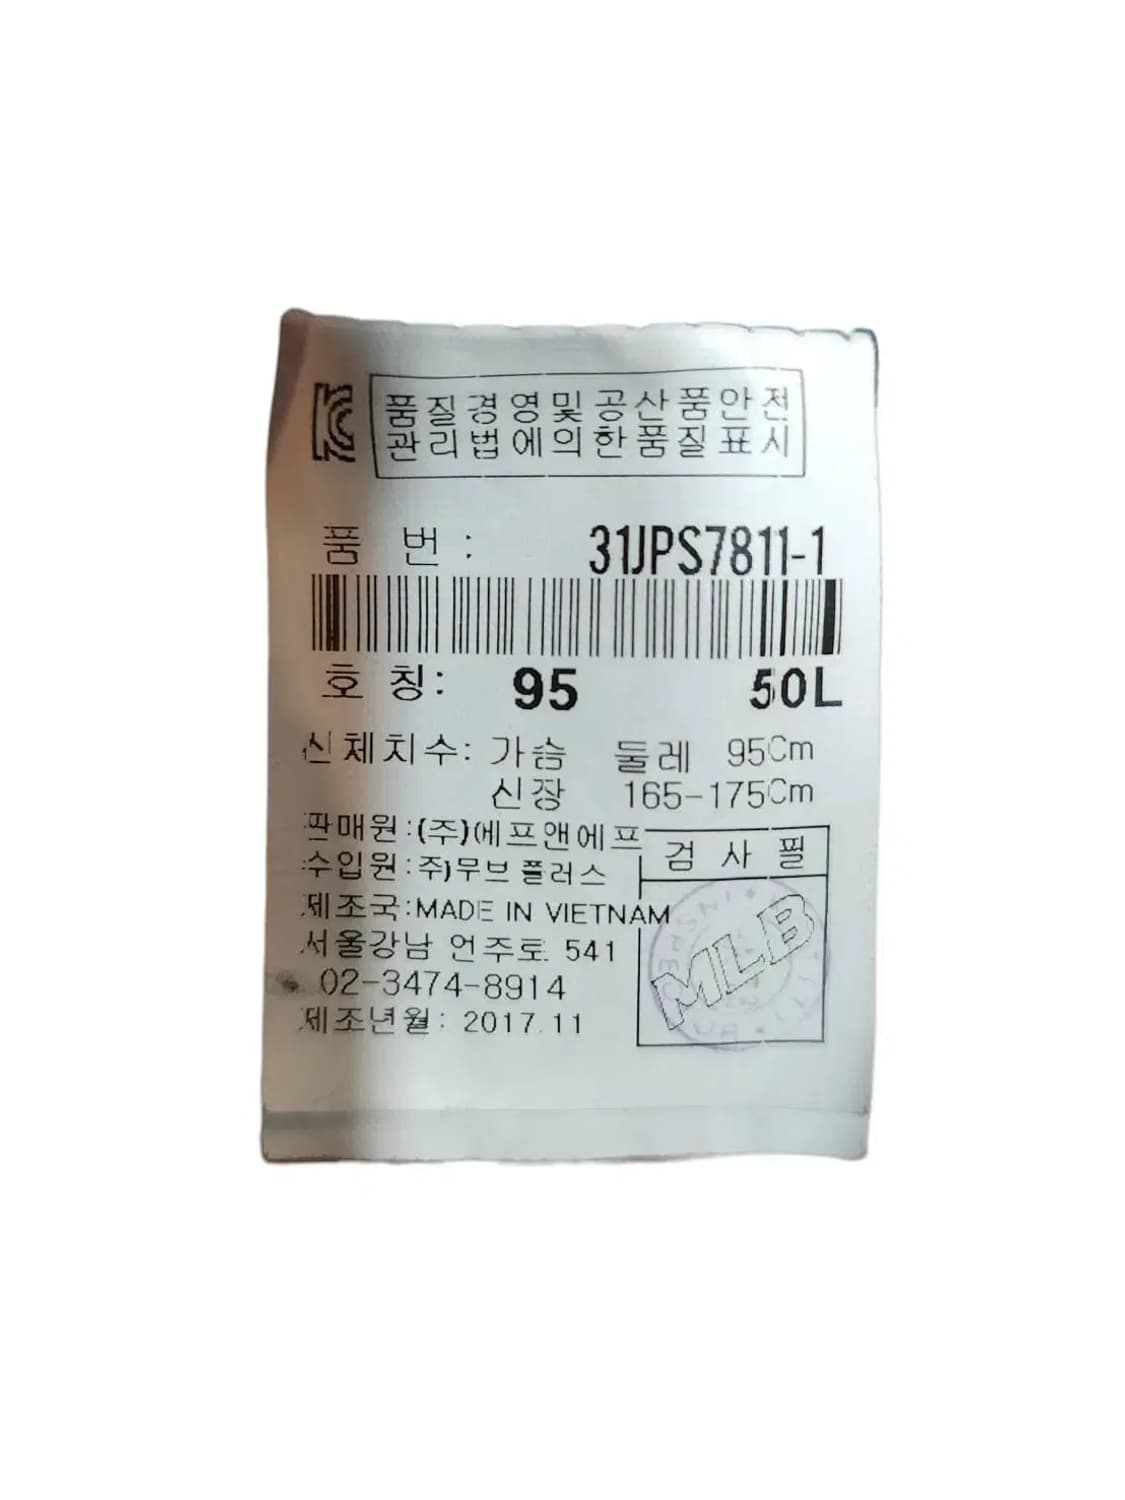 품질경영및공산품안전
관리법에의한품질표시
품 번 : 31JPS7811-1
호 칭: 95 50L
신체치수: 가슴 둘레 95Cm
신장 165-175Cm
판매원:(주)에프앤에프
수입원:주)무브플러스
제조국:MADE IN VIETNAM
서울강남 언주로 541
02-3474-8914
제조년월: 2017.11
검 사 필
MLB